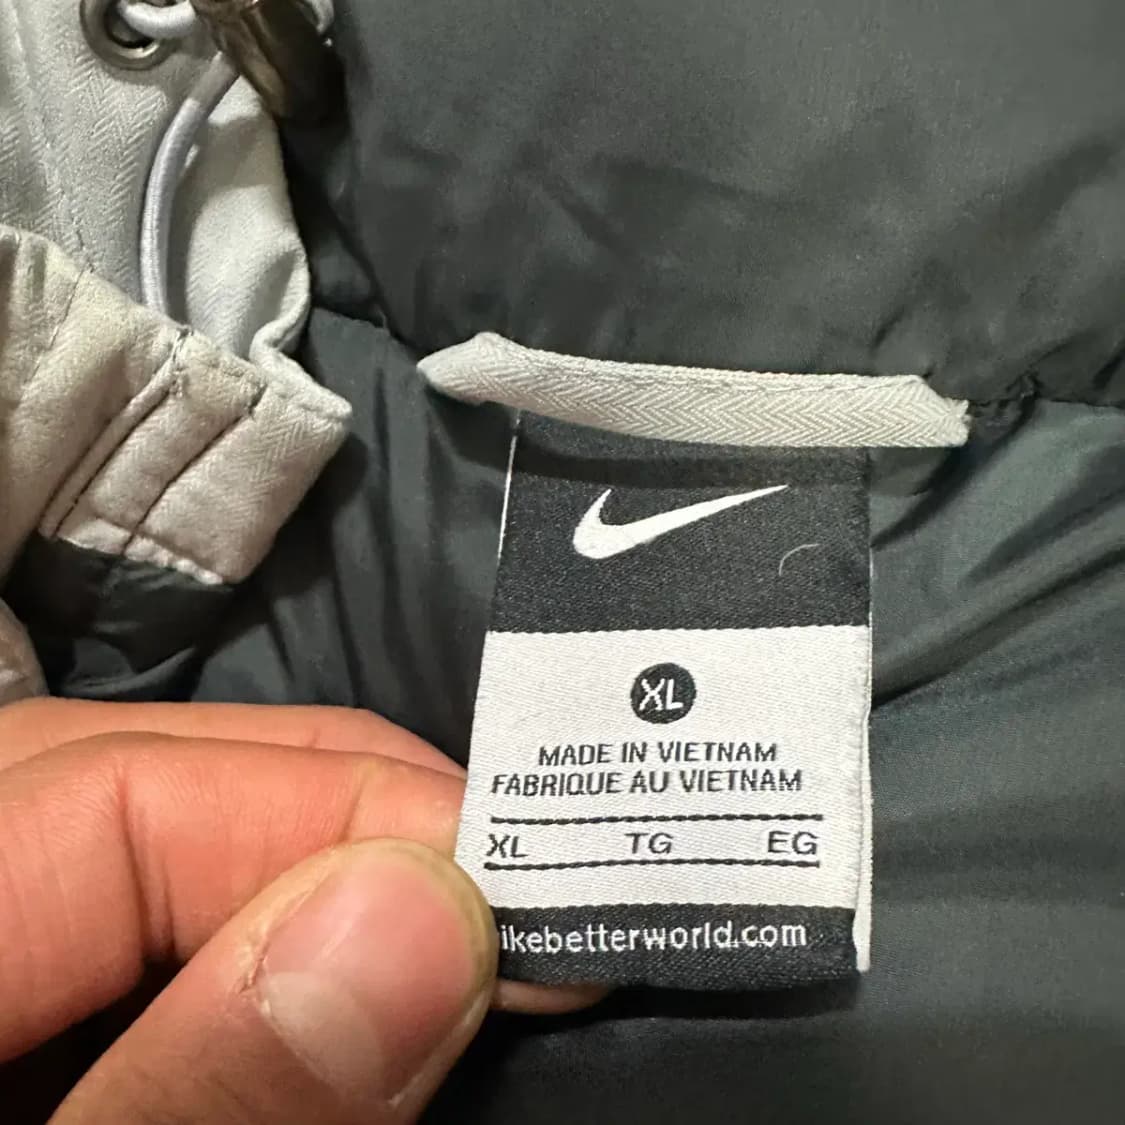 XL
MADE IN VIETNAM
FABRIQUE AU VIETNAM
XL TG EG
ikebetterworld.com